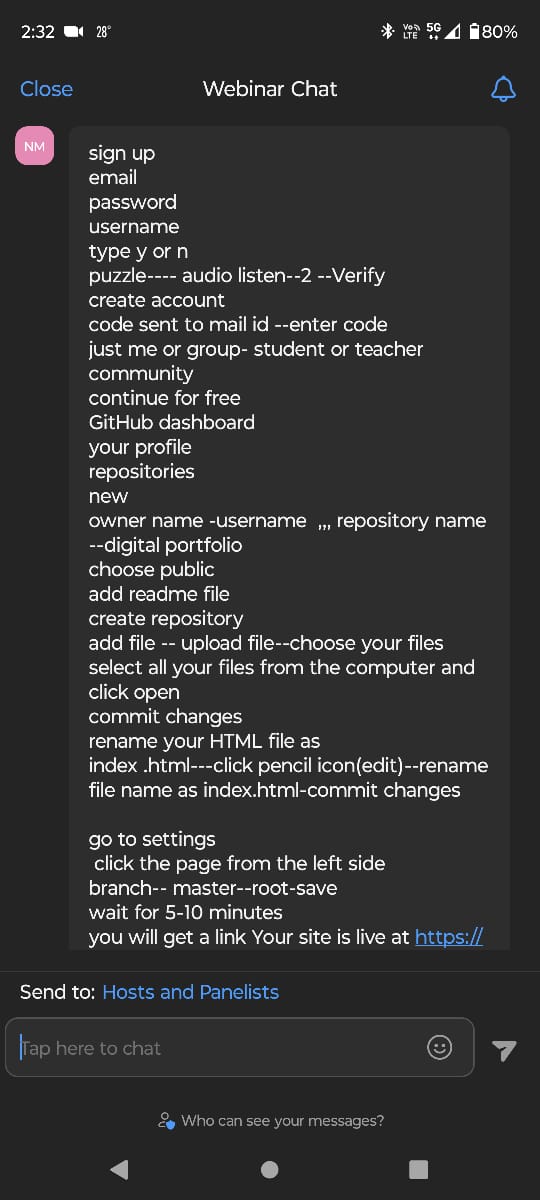 2:32 28° Vo LTE 5G 80%
Close Webinar Chat
NM
sign up
email
password
username
type y or n
puzzle---- audio listen--2 --Verify
create account
code sent to mail id --enter code
just me or group- student or teacher
community
continue for free
GitHub dashboard
your profile
repositories
new
owner name -username  ,,, repository name
--digital portfolio
choose public
add readme file
create repository
add file -- upload file--choose your files
select all your files from the computer and
click open
commit changes
rename your HTML file as
index .html---click pencil icon(edit)--rename
file name as index.html-commit changes

go to settings
click the page from the left side
branch-- master--root-save
wait for 5-10 minutes
you will get a link Your site is live at https://
Send to: Hosts and Panelists
Tap here to chat
Who can see your messages?